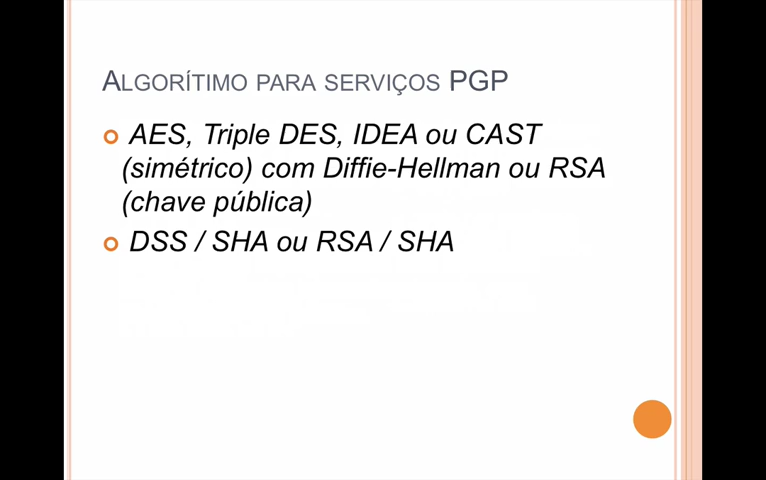 ALGORÍTIMO PARA SERVIÇOS PGP
AES, Triple DES, IDEA ou CAST
(simétrico) com Diffie-Hellman ou RSA
(chave pública)
DSS / SHA ou RSA / SHA